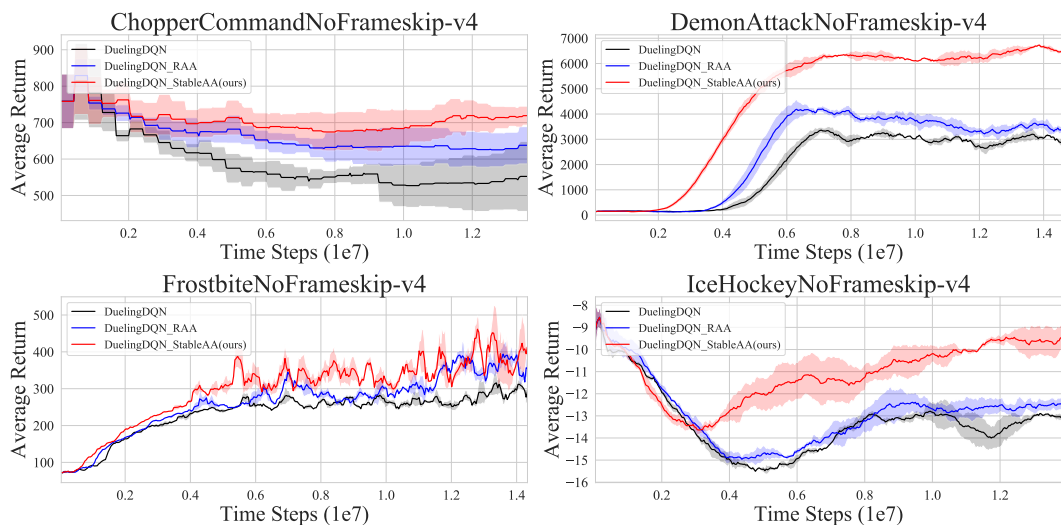 ChopperCommandNoFrameskip-v4
DuelingDQN
DuelingDQN_RAA
DuelingDQN_StableAA(ours)
Average Return
900
800
700
600
500
0.2 0.4 0.6 0.8 1.0 1.2
Time Steps (1e7)
DemonAttackNoFrameskip-v4
DuelingDQN
DuelingDQN_RAA
DuelingDQN_StableAA(ours)
Average Return
7000
6000
5000
4000
3000
2000
1000
0
0.2 0.4 0.6 0.8 1.0 1.2 1.4
Time Steps (1e7)
FrostbiteNoFrameskip-v4
DuelingDQN
DuelingDQN_RAA
DuelingDQN_StableAA(ours)
Average Return
500
400
300
200
100
0.2 0.4 0.6 0.8 1.0 1.2 1.4
Time Steps (1e7)
IceHockeyNoFrameskip-v4
DuelingDQN
DuelingDQN_RAA
DuelingDQN_StableAA(ours)
Average Return
−8
−9
−10
−11
−12
−13
−14
−15
−16
0.2 0.4 0.6 0.8 1.0 1.2
Time Steps (1e7)